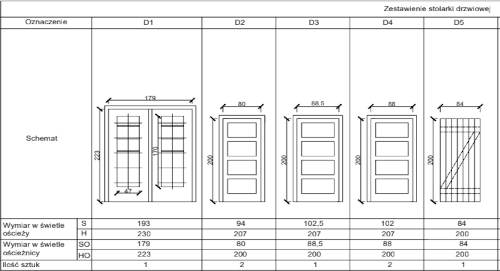 Zestawienie stolarki drzwiowej
Oznaczenie D1 D2 D3 D4 D5
Schemat
179 80 88,5 88 84
223 170 200 200 200 200
47
Wymiar w świetle ościeży S 193 94 102,5 102 84
H 230 207 207 207 200
Wymiar w świetle ościeżnicy SO 179 80 88,5 88 84
HO 223 200 200 200 200
Ilość sztuk 1 2 1 2 1